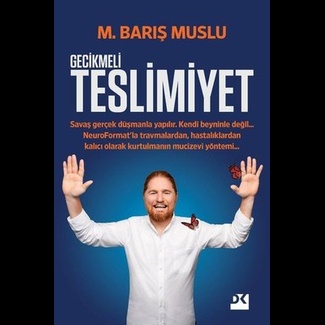 M. BARIŞ MUSLU
GECİKMELİ
TESLİMİYET
Savaş gerçek düşmanla yapılır. Kendi beyninle değil...
NeuroFormat'la travmalardan, hastalıklardan
kalıcı olarak kurtulmanın mucizevi yöntemi...
DK